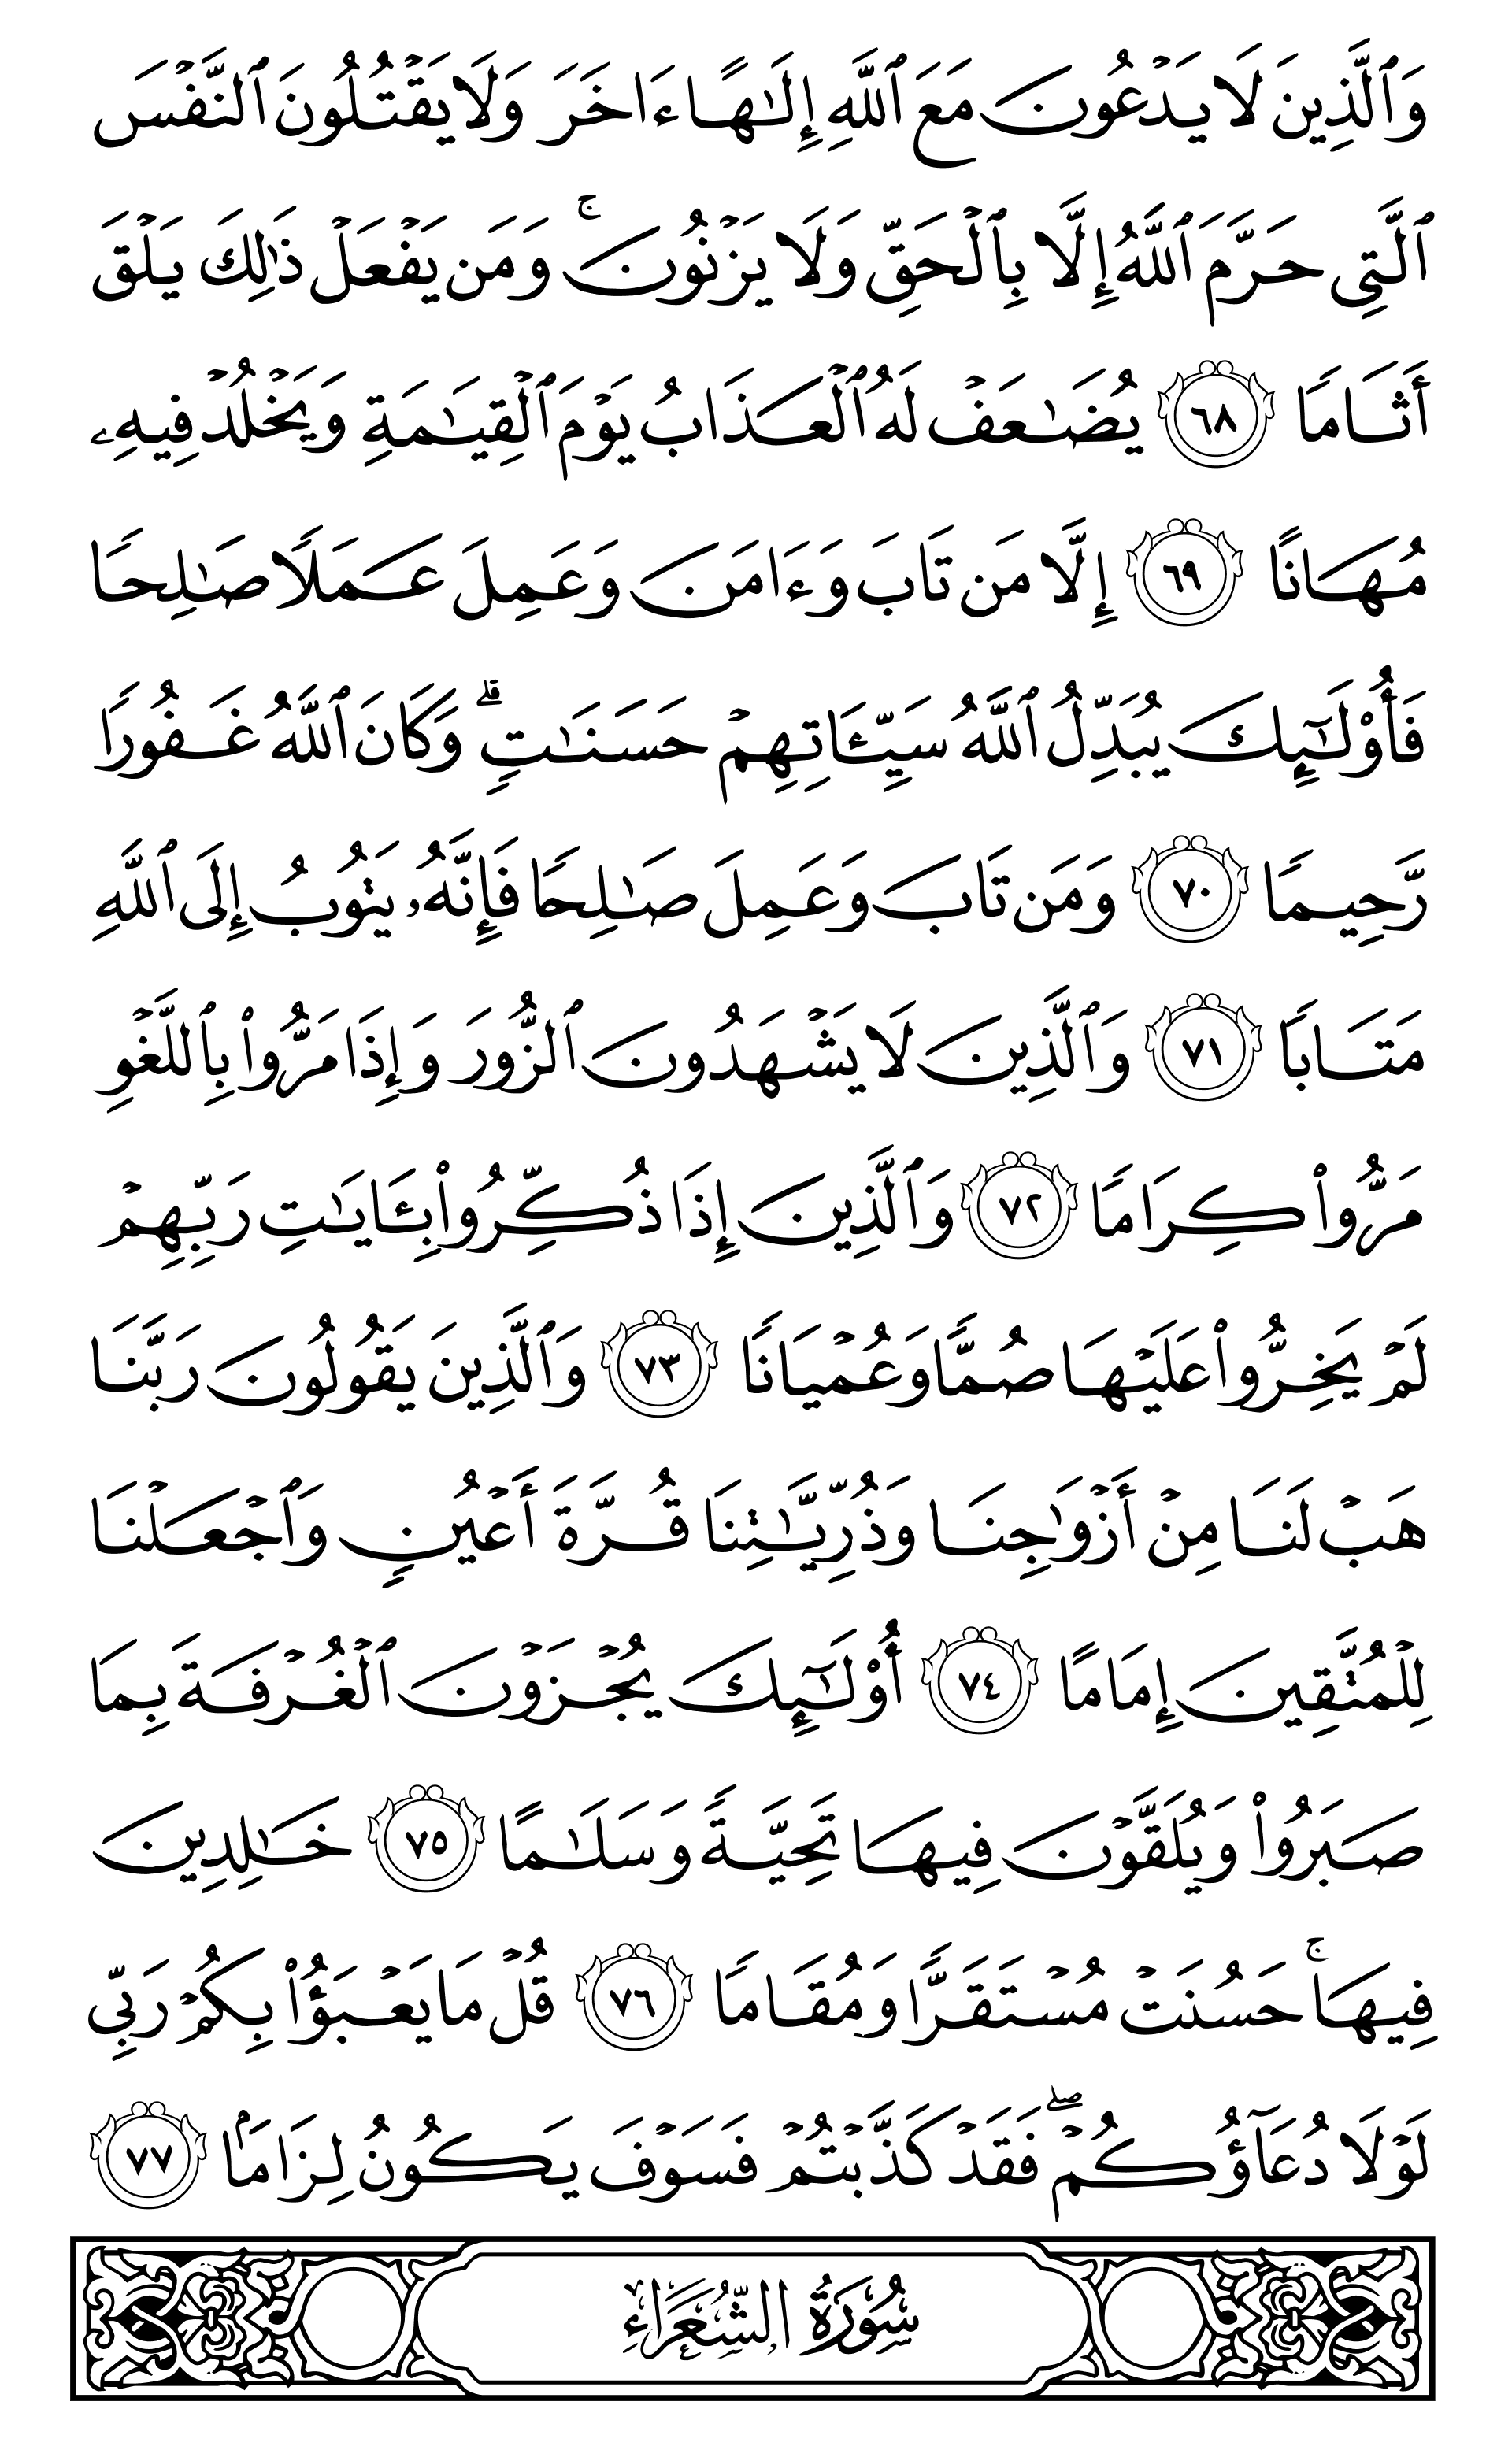 وَٱلَّذِينَ لَا يَدۡعُونَ مَعَ ٱللَّهِ إِلَٰهًا ءَاخَرَ وَلَا يَقۡتُلُونَ ٱلنَّفۡسَ
ٱلَّتِي حَرَّمَ ٱللَّهُ إِلَّا بِٱلۡحَقِّ وَلَا يَزۡنُونَۚ وَمَن يَفۡعَلۡ ذَٰلِكَ يَلۡقَ
أَثَامٗا ٦٨ يُضَٰعَفۡ لَهُ ٱلۡعَذَابُ يَوۡمَ ٱلۡقِيَٰمَةِ وَيَخۡلُدۡ فِيهِۦ
مُهَانًا ٦٩ إِلَّا مَن تَابَ وَءَامَنَ وَعَمِلَ عَمَلٗا صَٰلِحٗا
فَأُوْلَٰٓئِكَ يُبَدِّلُ ٱللَّهُ سَيِّـَٔاتِهِمۡ حَسَنَٰتٖۗ وَكَانَ ٱللَّهُ غَفُورٗا
رَّحِيمٗا ٧٠ وَمَن تَابَ وَعَمِلَ صَٰلِحٗا فَإِنَّهُۥ يَتُوبُ إِلَى ٱللَّهِ
مَتَابٗا ٧١ وَٱلَّذِينَ لَا يَشۡهَدُونَ ٱلزُّورَ وَإِذَا مَرُّواْ بِٱللَّغۡوِ
مَرُّواْ كِرَامٗا ٧٢ وَٱلَّذِينَ إِذَا ذُكِّرُواْ بِـَٔايَٰتِ رَبِّهِمۡ
لَمۡ يَخِرُّواْ عَلَيۡهَا صُمّٗا وَعُمۡيَانٗا ٧٣ وَٱلَّذِينَ يَقُولُونَ رَبَّنَا
هَبۡ لَنَا مِنۡ أَزۡوَٰجِنَا وَذُرِّيَّٰتِنَا قُرَّةَ أَعۡيُنٖ وَٱجۡعَلۡنَا
لِلۡمُتَّقِينَ إِمَامًا ٧٤ أُوْلَٰٓئِكَ يُجۡزَوۡنَ ٱلۡغُرۡفَةَ بِمَا
صَبَرُواْ وَيُلَقَّوۡنَ فِيهَا تَحِيَّةٗ وَسَلَٰمًا ٧٥ خَٰلِدِينَ
فِيهَاۚ حَسُنَتۡ مُسۡتَقَرّٗا وَمُقَامٗا ٧٦ قُلۡ مَا يَعۡبَؤُاْ بِكُمۡ رَبِّي
لَوۡلَا دُعَآؤُكُمۡۖ فَقَدۡ كَذَّبۡتُمۡ فَسَوۡفَ يَكُونُ لِزَامَۢا ٧٧
سُورَةُ الشُّعَرَاءِ